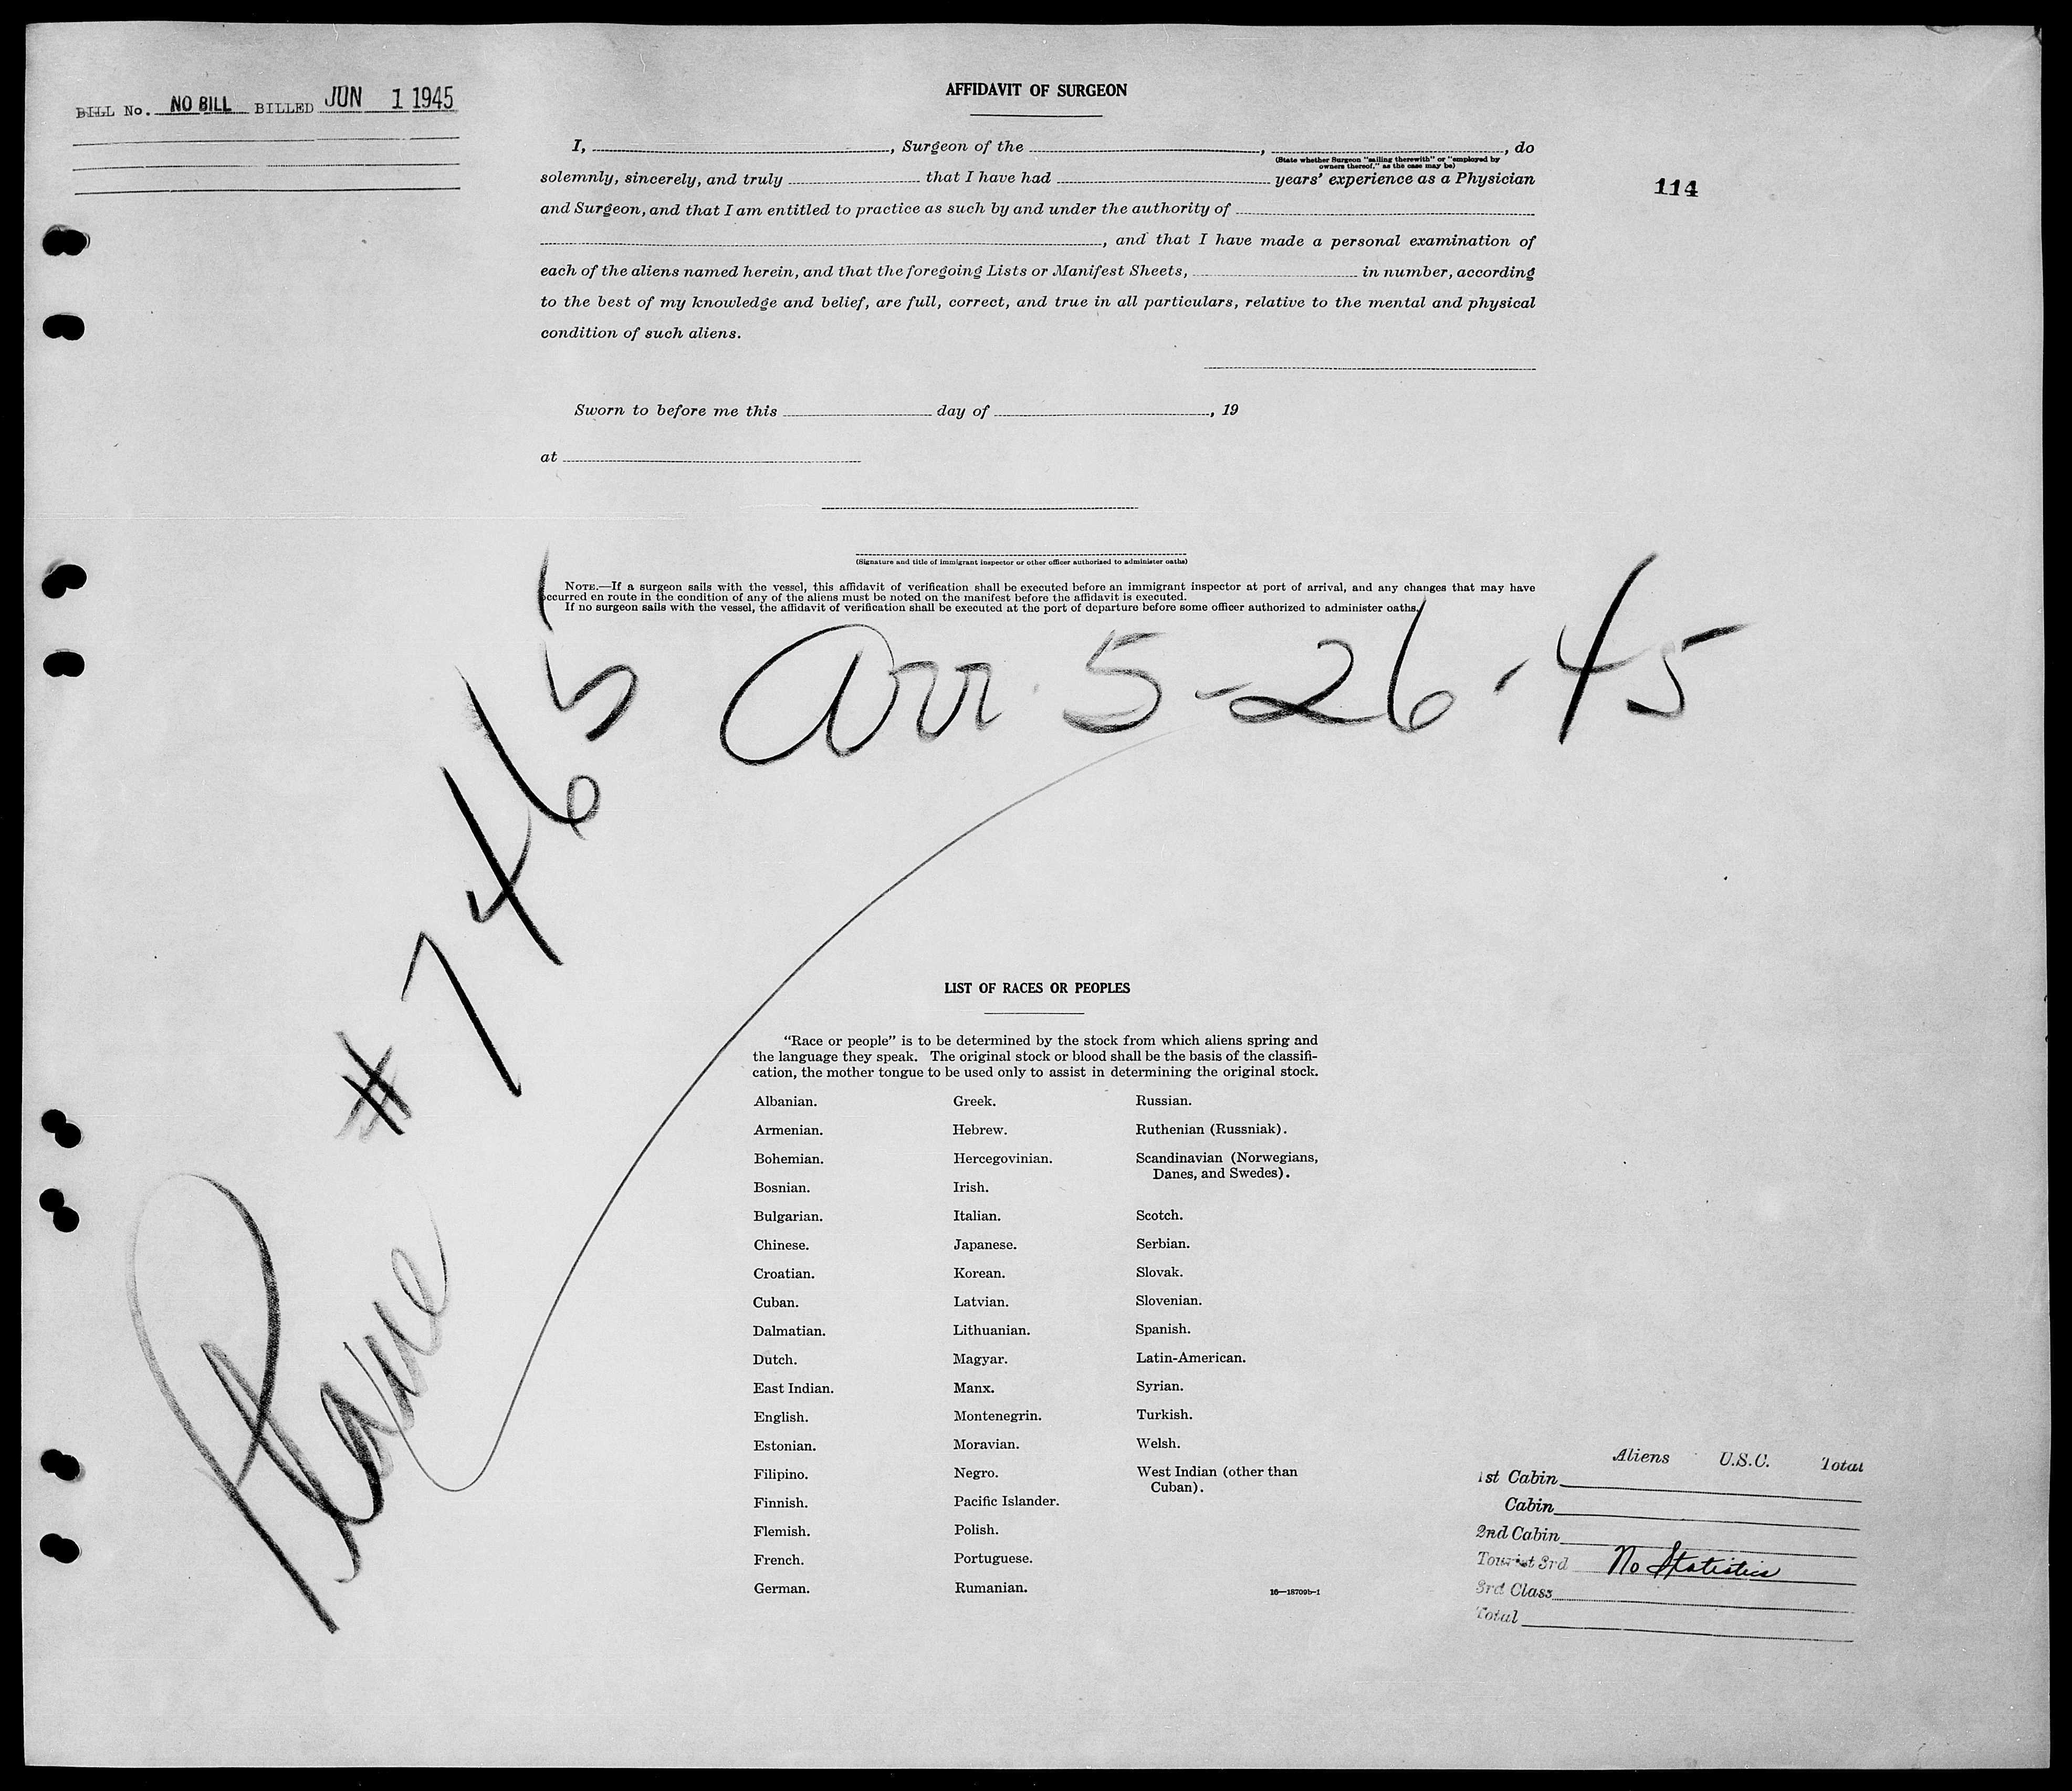 BILL No. NO BILL BILLED JUN 1 1945
AFFIDAVIT OF SURGEON
I, , Surgeon of the , , do
(State whether Surgeon "sailing therewith" or "employed by
owners thereof," as the case may be)
solemnly, sincerely, and truly that I have had years' experience as a Physician
114
and Surgeon, and that I am entitled to practice as such by and under the authority of
, and that I have made a personal examination of
each of the aliens named herein, and that the foregoing Lists or Manifest Sheets, in number, according
to the best of my knowledge and belief, are full, correct, and true in all particulars, relative to the mental and physical
condition of such aliens.
Sworn to before me this day of , 19
at
(Signature and title of immigrant inspector or other officer authorized to administer oaths)
NOTE.—If a surgeon sails with the vessel, this affidavit of verification shall be executed before an immigrant inspector at port of arrival, and any changes that may have
occurred en route in the condition of any of the aliens must be noted on the manifest before the affidavit is executed.
If no surgeon sails with the vessel, the affidavit of verification shall be executed at the port of departure before some officer authorized to administer oaths.
Arr 5-26-45
Plane # 7465
LIST OF RACES OR PEOPLES
"Race or people" is to be determined by the stock from which aliens spring and
the language they speak. The original stock or blood shall be the basis of the classifi-
cation, the mother tongue to be used only to assist in determining the original stock.
Albanian. Greek. Russian.
Armenian. Hebrew. Ruthenian (Russniak).
Bohemian. Hercegovinian. Scandinavian (Norwegians,
Danes, and Swedes).
Bosnian. Irish.
Bulgarian. Italian. Scotch.
Chinese. Japanese. Serbian.
Croatian. Korean. Slovak.
Cuban. Latvian. Slovenian.
Dalmatian. Lithuanian. Spanish.
Dutch. Magyar. Latin-American.
East Indian. Manx. Syrian.
English. Montenegrin. Turkish.
Estonian. Moravian. Welsh.
Filipino. Negro. West Indian (other than
Cuban).
Finnish. Pacific Islander.
Flemish. Polish.
French. Portuguese.
German. Rumanian.
16—18709b-1
Aliens U.S.C. Total
1st Cabin
Cabin
2nd Cabin
Tourist 3rd No Statistics
3rd Class
Total